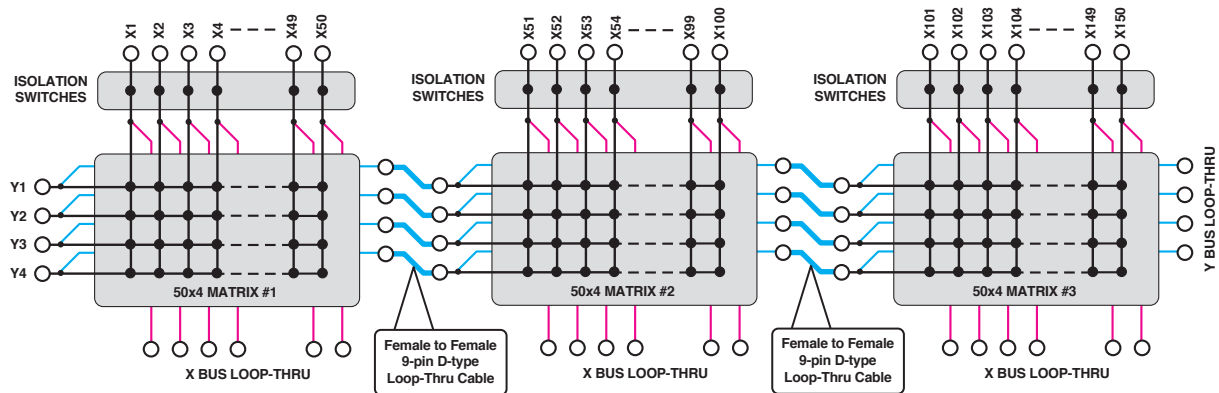 X1 X2 X3 X4 X49 X50
X51 X52 X53 X54 X99 X100
X101 X102 X103 X104 X149 X150
ISOLATION
SWITCHES
ISOLATION
SWITCHES
ISOLATION
SWITCHES
Y1
Y2
Y3
Y4
50x4 MATRIX #1
50x4 MATRIX #2
50x4 MATRIX #3
Y BUS LOOP-THRU
Female to Female
9-pin D-type
Loop-Thru Cable
Female to Female
9-pin D-type
Loop-Thru Cable
X BUS LOOP-THRU
X BUS LOOP-THRU
X BUS LOOP-THRU